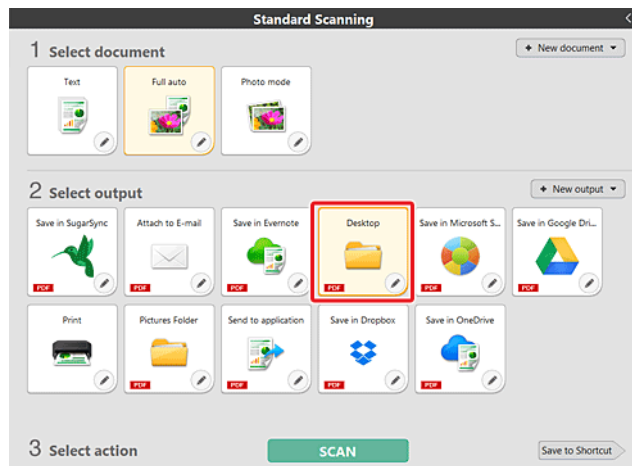 Standard Scanning
1 Select document
+ New document
Text
Full auto
Photo mode
2 Select output
+ New output
Save in SugarSync
Attach to E-mail
Save in Evernote
Desktop
Save in Microsoft S...
Save in Google Dri...
PDF
PDF
PDF
PDF
PDF
PDF
Print
Pictures Folder
Send to application
Save in Dropbox
Save in OneDrive
PDF
PDF
PDF
PDF
3 Select action
SCAN
Save to Shortcut